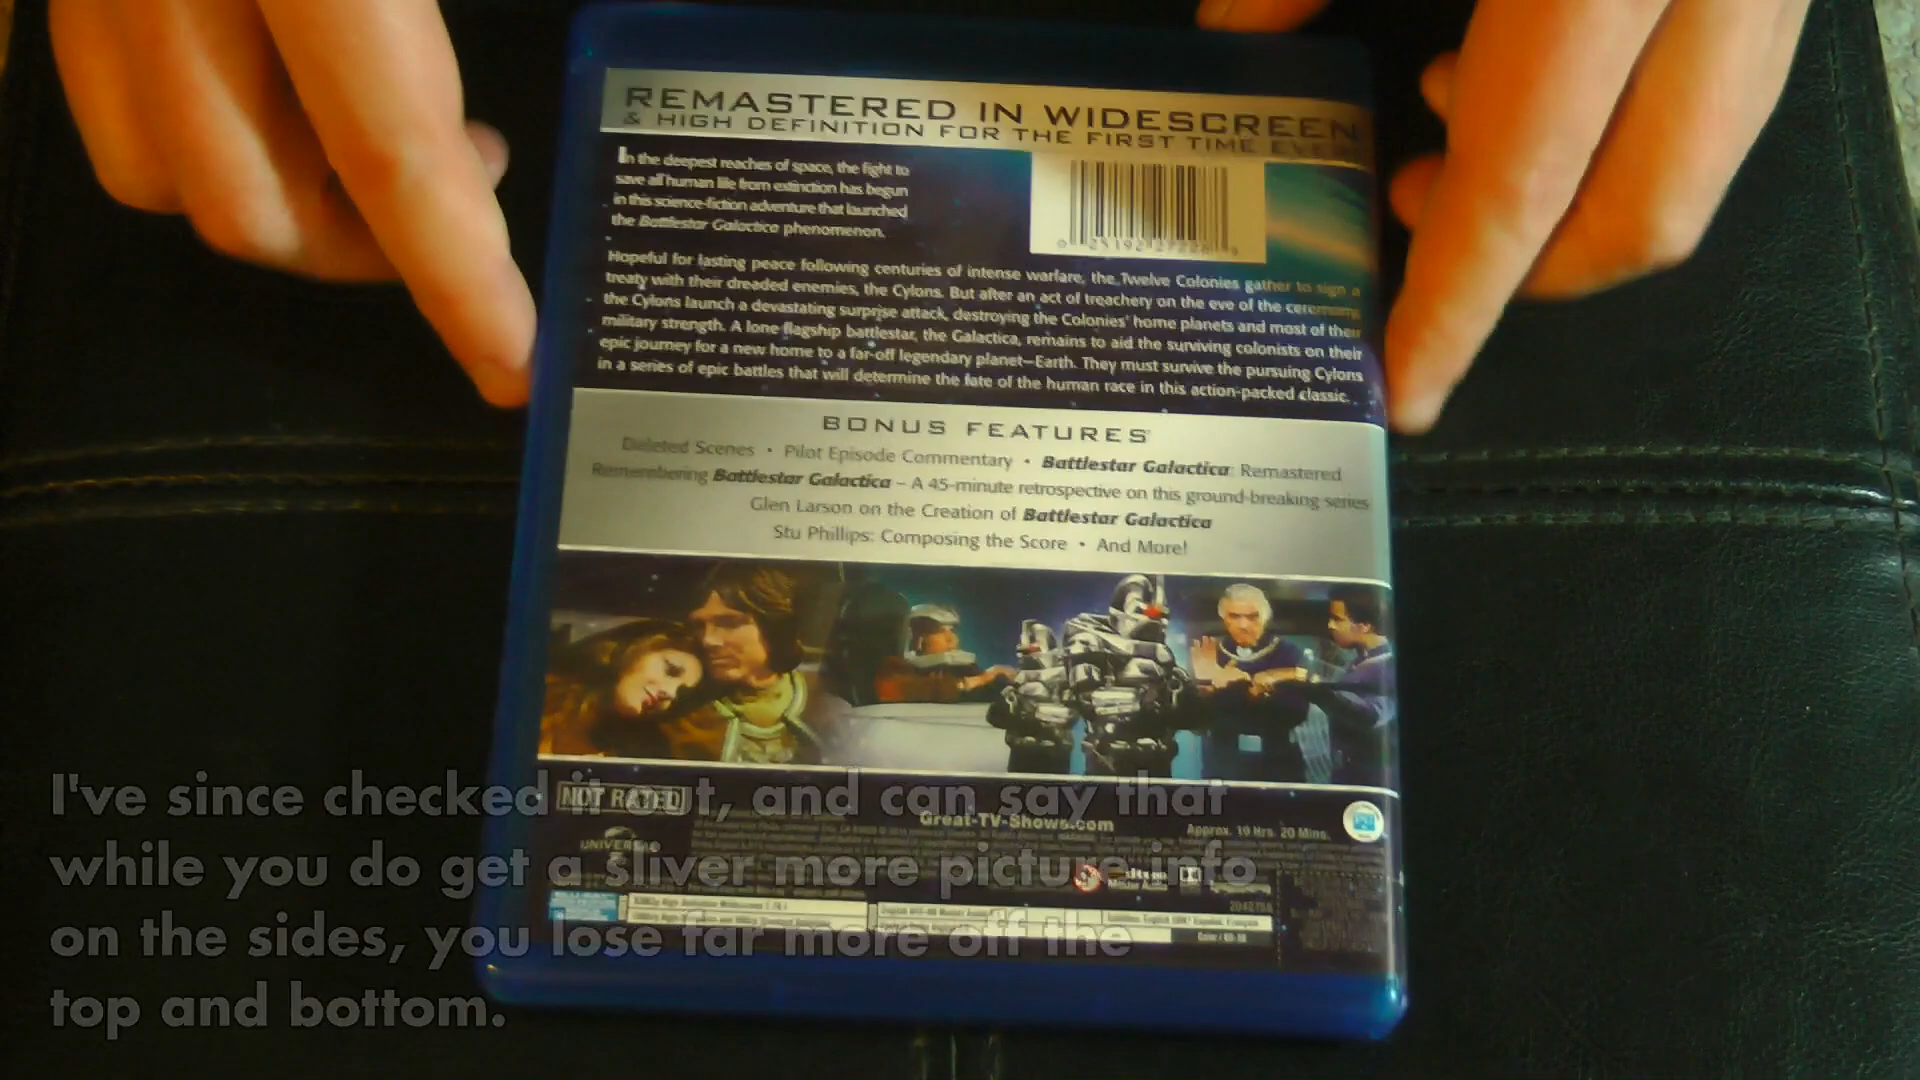 REMASTERED IN WIDESCREEN
& HIGH DEFINITION FOR THE FIRST TIME EVER
In the deepest reaches of space, the fight to
save all human life from extinction has begun
in this science-fiction adventure that launched
the Battlestar Galactica phenomenon.
Hopeful for lasting peace following centuries of intense warfare, the Twelve Colonies gather to sign a
treaty with their dreaded enemies, the Cylons. But after an act of treachery on the eve of the ceremony,
the Cylons launch a devastating surprise attack, destroying the Colonies' home planets and most of their
military strength. A lone flagship battlestar, the Galactica, remains to aid the surviving colonists on their
epic journey for a new home to a far-off legendary planet—Earth. They must survive the pursuing Cylons
in a series of epic battles that will determine the fate of the human race in this action-packed classic.
BONUS FEATURES
Deleted Scenes • Pilot Episode Commentary • Battlestar Galactica: Remastered
Remembering Battlestar Galactica – A 45-minute retrospective on this ground-breaking series
Glen Larson on the Creation of Battlestar Galactica
Stu Phillips: Composing the Score • And More!
NOT RATED
Great-TV-Shows.com
Approx. 19 Hrs. 20 Mins.
UNIVERSAL
I've since checked it out, and can say that
while you do get a sliver more picture info
on the sides, you lose far more off the
top and bottom.